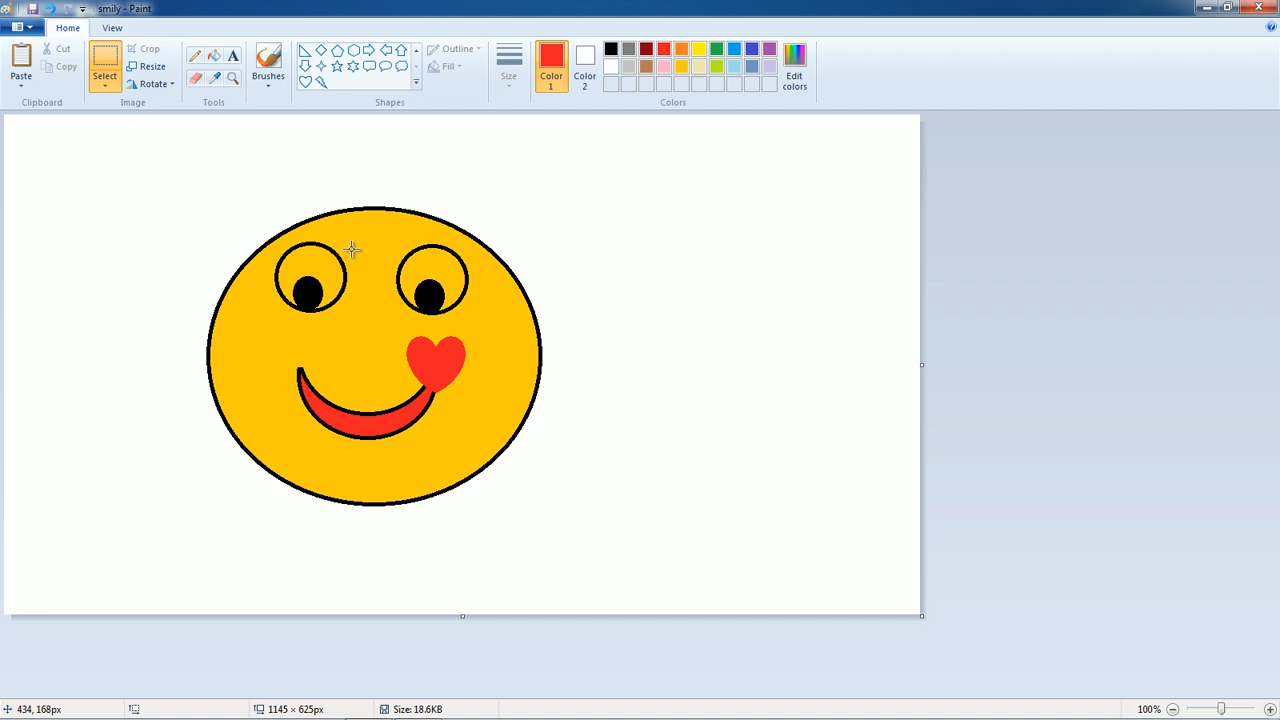 smily - Paint
Home View
Paste
Cut
Copy
Clipboard
Select
Crop
Resize
Rotate
Image
A
Tools
Brushes
Outline
Fill
Shapes
Size
Color 1
Color 2
Edit colors
Colors
434, 168px
1145 × 625px
Size: 18.6KB
100%